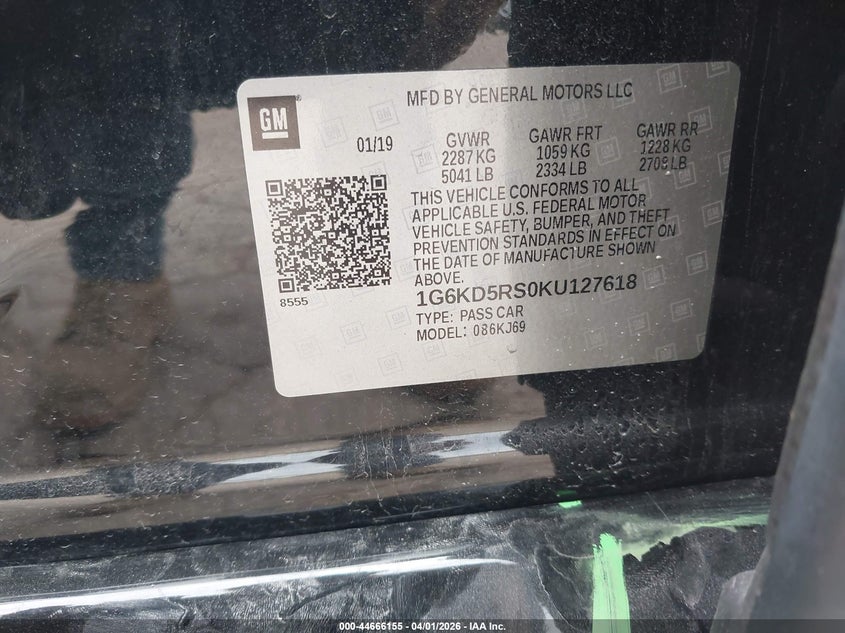 GM
MFD BY GENERAL MOTORS LLC
01/19
GVWR
2287 KG
5041 LB
GAWR FRT
1059 KG
2334 LB
GAWR RR
1228 KG
2708 LB
THIS VEHICLE CONFORMS TO ALL
APPLICABLE U.S. FEDERAL MOTOR
VEHICLE SAFETY, BUMPER, AND THEFT
PREVENTION STANDARDS IN EFFECT ON
THE DATE OF MANUFACTURE SHOWN
ABOVE.
8555
1G6KD5RS0KU127618
TYPE: PASS CAR
MODEL: 086KJ69
000-44666155 - 04/01/2026 - IAA Inc.